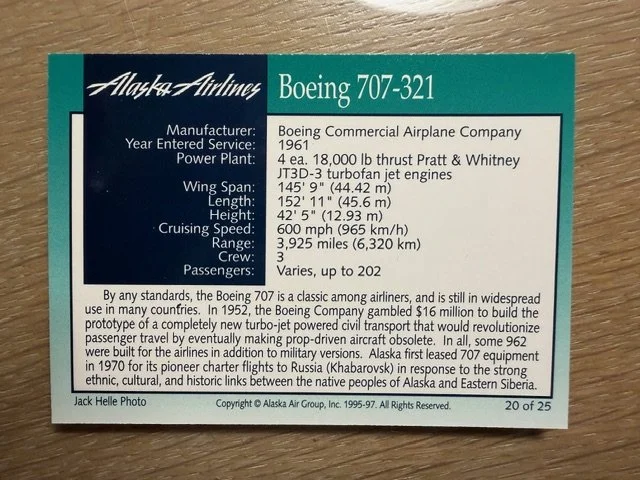 Alaska Airlines Boeing 707-321
Manufacturer: Boeing Commercial Airplane Company
Year Entered Service: 1961
Power Plant: 4 ea. 18,000 lb thrust Pratt & Whitney
JT3D-3 turbofan jet engines
Wing Span: 145' 9" (44.42 m)
Length: 152' 11" (45.6 m)
Height: 42' 5" (12.93 m)
Cruising Speed: 600 mph (965 km/h)
Range: 3,925 miles (6,320 km)
Crew: 3
Passengers: Varies, up to 202
By any standards, the Boeing 707 is a classic among airliners, and is still in widespread
use in many countries. In 1952, the Boeing Company gambled $16 million to build the
prototype of a completely new turbo-jet powered civil transport that would revolutionize
passenger travel by eventually making prop-driven aircraft obsolete. In all, some 962
were built for the airlines in addition to military versions. Alaska first leased 707 equipment
in 1970 for its pioneer charter flights to Russia (Khabarovsk) in response to the strong
ethnic, cultural, and historic links between the native peoples of Alaska and Eastern Siberia.
Jack Helle Photo Copyright © Alaska Air Group, Inc. 1995-97. All Rights Reserved. 20 of 25